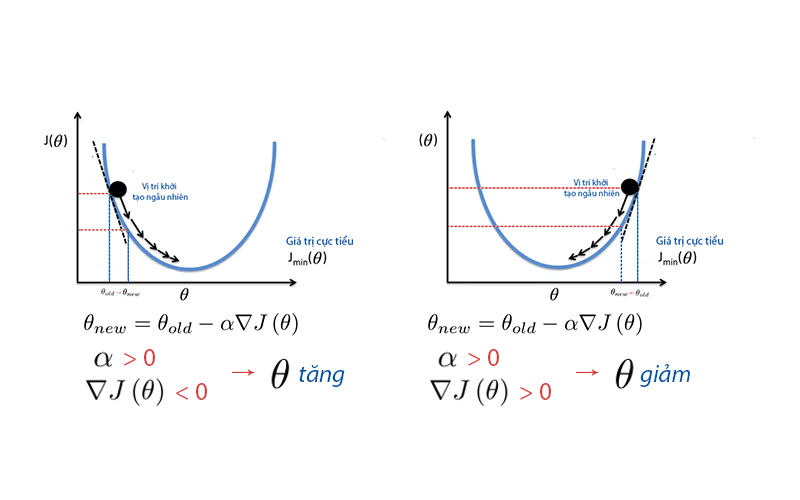 J(θ)
Vị trí khởi
tạo ngẫu nhiên
Giá trị cực tiểu
Jmin(θ)
θold→θnew
θ
θnew = θold − α∇J (θ)
α > 0
∇J (θ) < 0
→ θ tăng
(θ)
Vị trí khởi
tạo ngẫu nhiên
Giá trị cực tiểu
Jmin(θ)
θnew←θold
θ
θnew = θold − α∇J (θ)
α > 0
∇J (θ) > 0
→ θ giảm